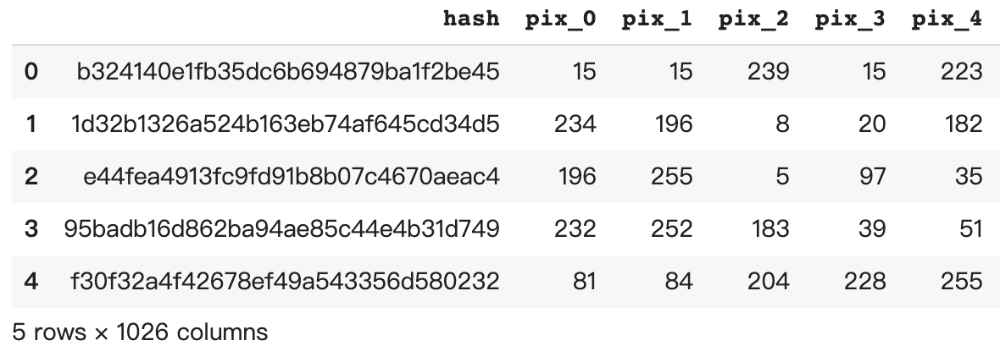 hash pix_0 pix_1 pix_2 pix_3 pix_4
0 b324140e1fb35dc6b694879ba1f2be45 15 15 239 15 223
1 1d32b1326a524b163eb74af645cd34d5 234 196 8 20 182
2 e44fea4913fc9fd91b8b07c4670aeac4 196 255 5 97 35
3 95badb16d862ba94ae85c44e4b31d749 232 252 183 39 51
4 f30f32a4f42678ef49a543356d580232 81 84 204 228 255
5 rows × 1026 columns